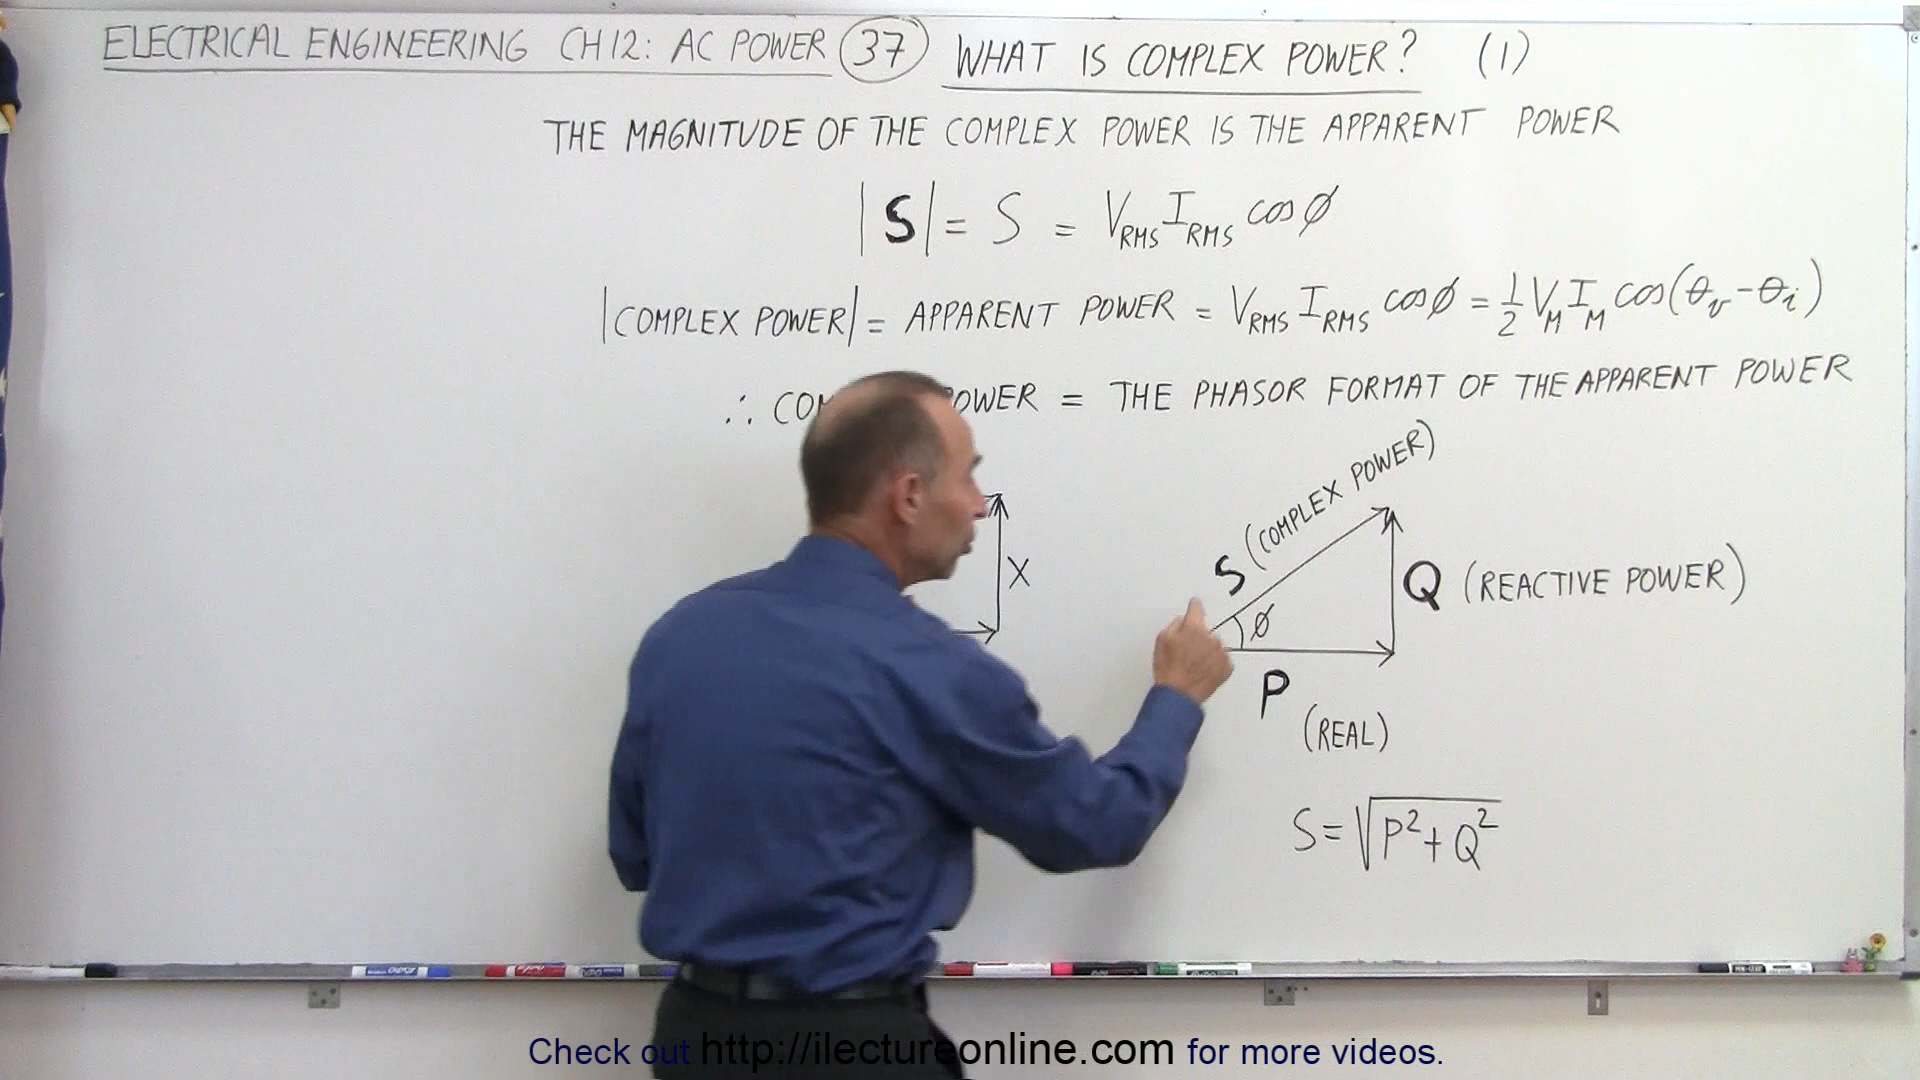 ELECTRICAL ENGINEERING CH 12: AC POWER 37 WHAT IS COMPLEX POWER? (1)
THE MAGNITUDE OF THE COMPLEX POWER IS THE APPARENT POWER
|S| = S = V_RMS I_RMS cos ø
|COMPLEX POWER| = APPARENT POWER = V_RMS I_RMS cos ø = 1/2 V_M I_M cos(θ_v - θ_i)
∴ POWER = THE PHASOR FORMAT OF THE APPARENT POWER
S (COMPLEX POWER)
X
Q (REACTIVE POWER)
ø
P
(REAL)
S = √P² + Q²
Check out http://ilectureonline.com for more videos.